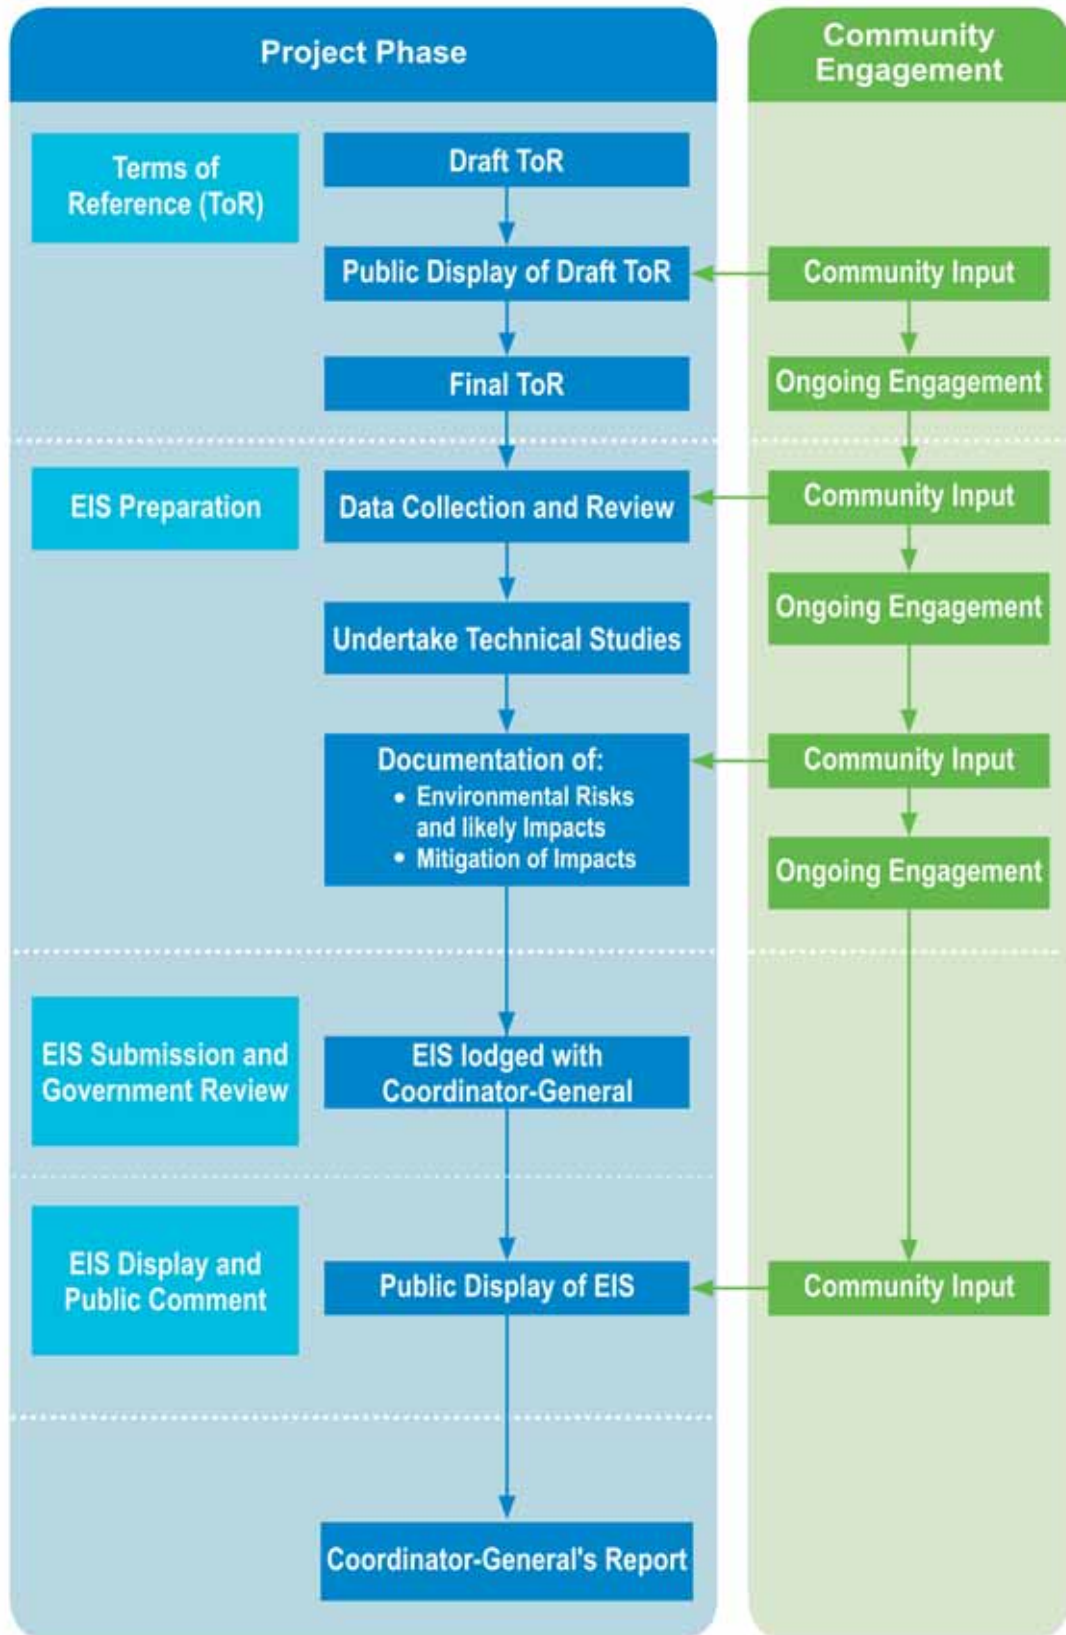 Project Phase
Community
Engagement
Terms of
Reference (ToR)
Draft ToR
Public Display of Draft ToR
Community Input
Final ToR
Ongoing Engagement
EIS Preparation
Data Collection and Review
Community Input
Undertake Technical Studies
Ongoing Engagement
Documentation of:
• Environmental Risks
and likely Impacts
• Mitigation of Impacts
Community Input
Ongoing Engagement
EIS Submission and
Government Review
EIS lodged with
Coordinator-General
EIS Display and
Public Comment
Public Display of EIS
Community Input
Coordinator-General's Report